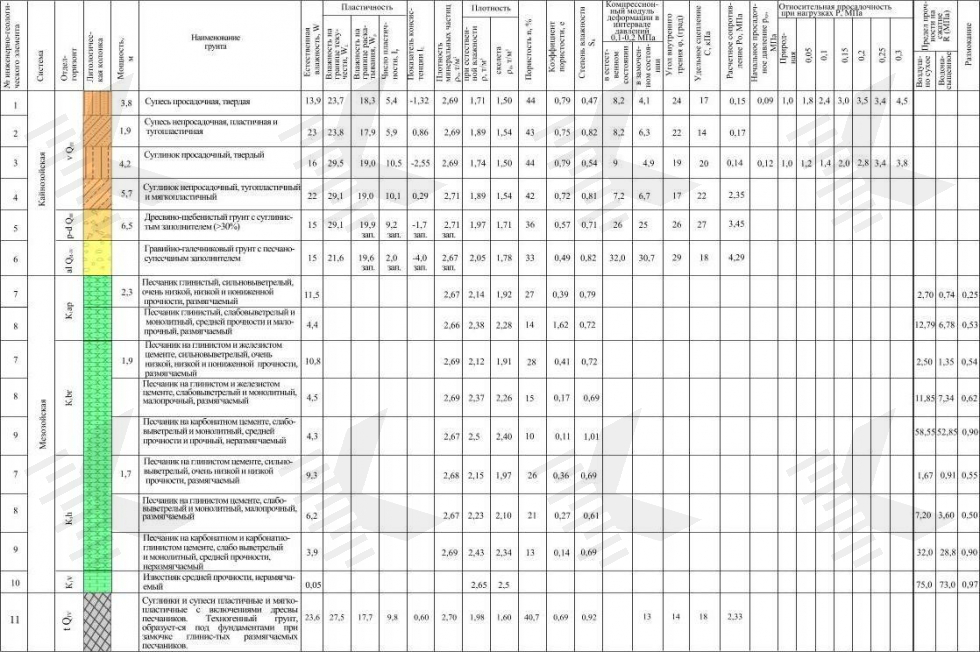 № инженерно-геологического элемента
Система
Отдел-горизонт
Литологическая колонка
Мощность, м
Наименование грунта
Естественная влажность, W
Пластичность
Влажность на границе текучести, W
Влажность на границе раскатывания, W
Число пластичности, I
Показатель консистенции I
Плотность минеральных частиц
Плотность
при естественной влажности ρ, т/м³
скелета
Пористость n, %
Коэффициент пористости, e
Степень влажности S
Компрессионный модуль деформации в интервале давлений 0,1-0,2 МПа
в естественном состоянии
в замоченном состоянии
Угол внутреннего трения φ, (град)
Удельное сцепление С, кПа
Расчетное сопротивление Ро, МПа
Начальное просадочное давление
МПа
Относительная просадочность при нагрузках Р, МПа
Природная
0,05
0,1
0,15
0,2
0,25
0,3
Предел прочности на сжатие R (МПа)
Воздушно сухое
Водонасыщенное
Кайнозойская
Мезозойская
1 3,8 Супесь просадочная, твердая 13,9 23,7 18,3 5,4 -1,32 2,69 1,71 1,50 44 0,79 0,47 8,2 4,1 24 17 0,15 0,09 1,0 1,8 2,4 3,0 3,5 3,4 4,5
2 1,9 Супесь непросадочная, пластичная и тугопластичная 23 23,8 17,9 5,9 0,86 2,69 1,89 1,54 43 0,75 0,82 8,2 6,3 22 14 0,17
3 4,2 Суглинок просадочный, твердый 16 29,5 19,0 10,5 -2,55 2,69 1,74 1,50 44 0,79 0,54 9 4,9 19 20 0,14 0,12 1,0 1,2 1,4 2,0 2,8 3,4 3,8
4 5,7 Суглинок непросадочный, тугопластичный и мягкопластичный 22 29,1 19,0 10,1 0,29 2,71 1,89 1,54 42 0,72 0,81 7,2 6,7 17 22 2,35
5 6,5 Дресвяно-щебенистый грунт с суглинистым заполнителем (>30%) 15 29,1 19,9 зап. 9,2 зап. -1,7 зап. 2,71 зап. 1,97 1,71 36 0,57 0,71 26 25 26 27 3,45
6 Гравийно-галечниковый грунт с песчано-супесчаным заполнителем 15 21,6 19,6 зап. 2,0 зап. -4,0 зап. 2,67 зап. 2,05 1,78 33 0,49 0,82 32,0 30,7 29 18 4,29
7 K₁ap 2,3 Песчаник глинистый, сильновыветрелый, очень низкой, низкой и пониженной прочности, размягчаемый 11,5 2,67 2,14 1,92 27 0,39 0,79 2,70 0,74 0,25
8 Песчаник глинистый, слабовыветрелый и монолитный, средней прочности и малопрочный, размягчаемый 4,4 2,66 2,38 2,28 14 1,62 0,72 12,79 6,78 0,53
7 1,9 Песчаник на глинистом и железистом цементе, сильновыветрелый, очень низкой, низкой и пониженной прочности, размягчаемый 10,8 2,69 2,12 1,91 28 0,41 0,72 2,50 1,35 0,54
8 K₁br Песчаник на глинистом и железистом цементе, слабовыветрелый и монолитный, малопрочный, размягчаемый 4,5 2,69 2,37 2,26 15 0,17 0,69 11,85 7,34 0,62
9 Песчаник на карбонатном цементе, слабовыветрелый и монолитный, средней прочности и прочный, неразмягчаемый 4,3 2,67 2,5 2,40 10 0,11 1,01 58,55 52,85 0,90
7 1,7 Песчаник на глинистом цементе, сильновыветрелый, очень низкой и низкой прочности, размягчаемый 9,3 2,68 2,15 1,97 26 0,36 0,69 1,67 0,91 0,55
8 K₁h Песчаник на глинистом цементе, слабовыветрелый и монолитный, малопрочный, размягчаемый 6,2 2,67 2,23 2,10 21 0,27 0,61 7,20 3,60 0,50
9 Песчаник на карбонатном и карбонатно-глинистом цементе, слабо выветрелый и монолитный, средней прочности, неразмягчаемый 3,9 2,69 2,43 2,34 13 0,14 0,69 32,0 28,8 0,90
10 K₁v Известняк средней прочности, неразмягчаемый 0,05 2,65 2,5 75,0 73,0 0,97
11 t Q Суглинки и супеси пластичные и мягкопластичные с включениями дресвы песчаников. Техногенный грунт, образует-ся под фундаментами при замочке глинис-тых размягчаемых песчаников. 23,6 27,5 17,7 9,8 0,60 2,70 1,98 1,60 40,7 0,69 0,92 13 14 18 2,33